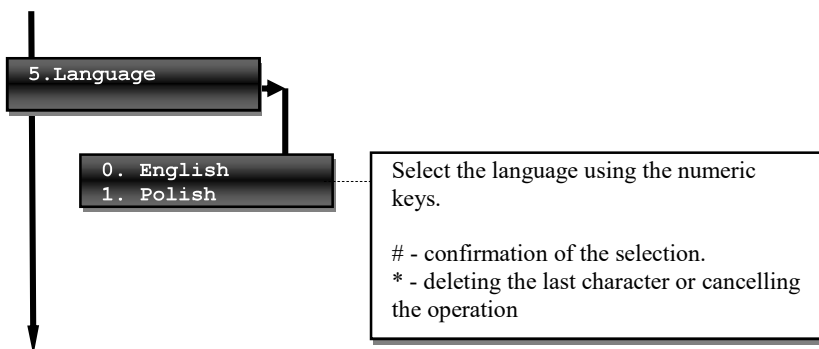 5.Language
0. English
1. Polish
Select the language using the numeric
keys.
# - confirmation of the selection.
* - deleting the last character or cancelling
the operation